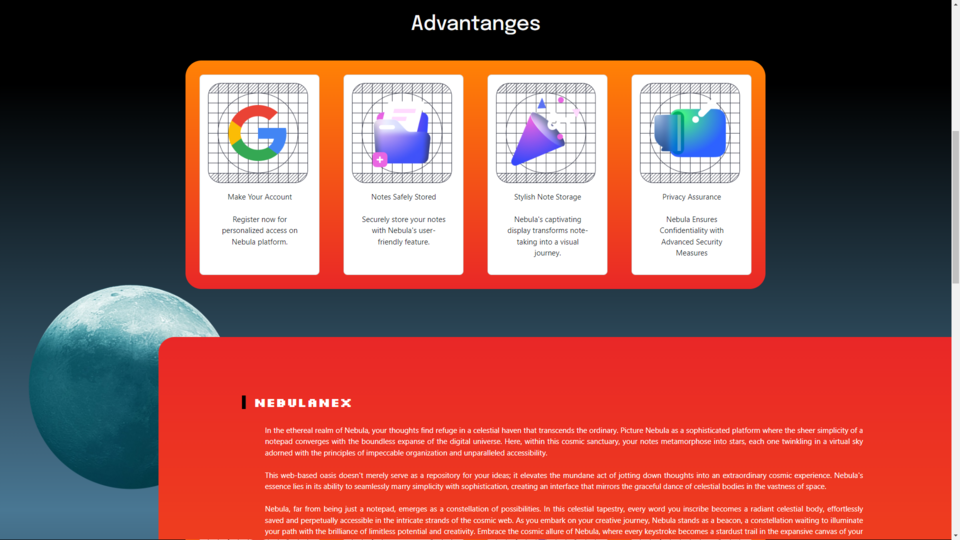 Advantanges
Make Your Account
Register now for
personalized access on
Nebula platform.
Notes Safely Stored
Securely store your notes
with Nebula's user-
friendly feature.
Stylish Note Storage
Nebula's captivating
display transforms note-
taking into a visual
journey.
Privacy Assurance
Nebula Ensures
Confidentiality with
Advanced Security
Measures
NEBULANEX
In the ethereal realm of Nebula, your thoughts find refuge in a celestial haven that transcends the ordinary. Picture Nebula as a sophisticated platform where the sheer simplicity of a
notepad converges with the boundless expanse of the digital universe. Here, within this cosmic sanctuary, your notes metamorphose into stars, each one twinkling in a virtual sky
adorned with the principles of impeccable organization and unparalleled accessibility.
This web-based oasis doesn't merely serve as a repository for your ideas; it elevates the mundane act of jotting down thoughts into an extraordinary cosmic experience. Nebula's
essence lies in its ability to seamlessly marry simplicity with sophistication, creating an interface that mirrors the graceful dance of celestial bodies in the vastness of space.
Nebula, far from being just a notepad, emerges as a constellation of possibilities. In this celestial tapestry, every word you inscribe becomes a radiant celestial body, effortlessly
saved and perpetually accessible in the intricate strands of the cosmic web. As you embark on your creative journey, Nebula stands as a beacon, a constellation waiting to illuminate
your path with the brilliance of limitless potential and creativity. Embrace the cosmic allure of Nebula, where every keystroke becomes a stardust trail in the expansive canvas of your